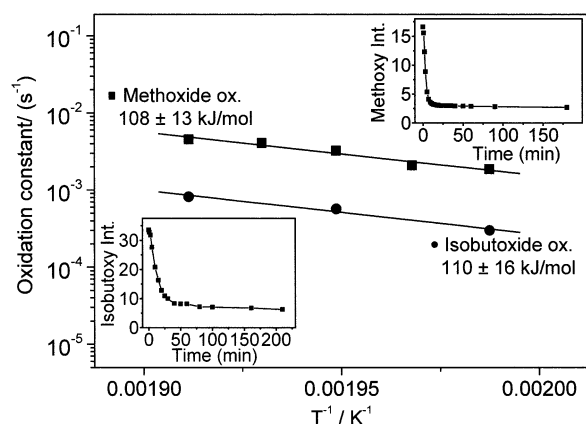 10⁻¹
10⁻²
10⁻³
10⁻⁴
10⁻⁵
Oxidation constant/ (s⁻¹)
■ Methoxide ox.
108 ± 13 kJ/mol
15
10
5
0
Methoxy Int.
0 50 100 150
Time (min)
30
20
10
0
Isobutoxy Int.
0 50 100 150 200
Time (min)
● Isobutoxide ox.
110 ± 16 kJ/mol
0.00190 0.00195 0.00200
T⁻¹ / K⁻¹